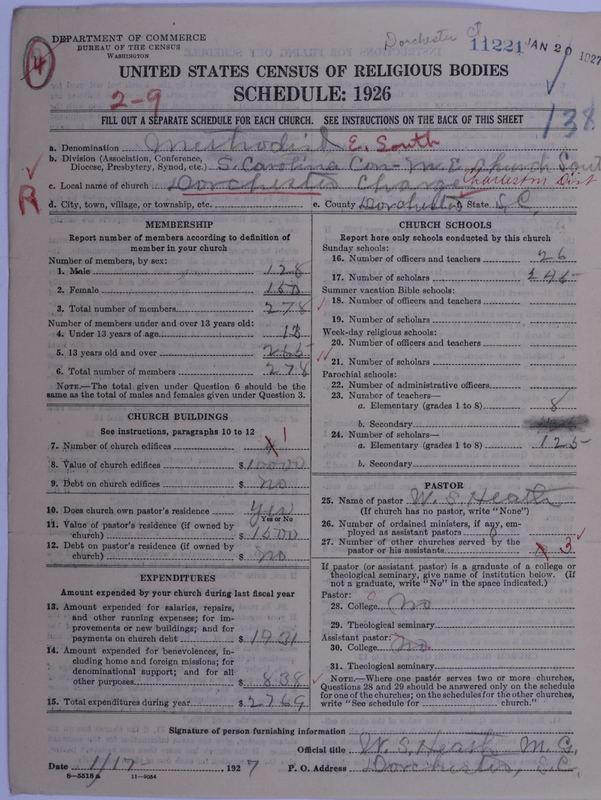 Dorchester
DEPARTMENT OF COMMERCE
BUREAU OF THE CENSUS
WASHINGTON
4
11221 JAN 20 1927
UNITED STATES CENSUS OF RELIGIOUS BODIES
2-9
SCHEDULE: 1926
FILL OUT A SEPARATE SCHEDULE FOR EACH CHURCH. SEE INSTRUCTIONS ON THE BACK OF THIS SHEET
138
a. Denomination Methodist E. South
b. Division (Association, Conference, Diocese, Presbytery, Synod, etc.) S. Carolina Con- M. E. Church Sout
R
c. Local name of church Dorchester Charge Charleston Dist
d. City, town, village, or township, etc. e. County Dorchester State S.C.
MEMBERSHIP
Report number of members according to definition of
member in your church
Number of members, by sex:
1. Male 128
2. Female 150
3. Total number of members 278
Number of members under and over 13 years old:
4. Under 13 years of age 13
5. 13 years old and over 265
6. Total number of members 278
NOTE.—The total given under Question 6 should be the
same as the total of males and females given under Question 3.
CHURCH BUILDINGS
See instructions, paragraphs 10 to 12
7. Number of church edifices 1
8. Value of church edifices $10000
9. Debt on church edifices $ no
10. Does church own pastor's residence yes
Yes or No
11. Value of pastor's residence (if owned by
church) $ 1500
12. Debt on pastor's residence (if owned by
church) $ no
EXPENDITURES
Amount expended by your church during last fiscal year
13. Amount expended for salaries, repairs,
and other running expenses; for im-
provements or new buildings; and for
payments on church debt $ 1931
14. Amount expended for benevolences, in-
cluding home and foreign missions; for
denominational support; and for all
other purposes $ 838
15. Total expenditures during year $ 2769
CHURCH SCHOOLS
Report here only schools conducted by this church
Sunday schools:
16. Number of officers and teachers 26
17. Number of scholars 145
Summer vacation Bible schools:
18. Number of officers and teachers
19. Number of scholars
Week-day religious schools:
20. Number of officers and teachers
21. Number of scholars
Parochial schools:
22. Number of administrative officers
23. Number of teachers—
a. Elementary (grades 1 to 8) 8
b. Secondary
24. Number of scholars—
a. Elementary (grades 1 to 8) 125
b. Secondary
PASTOR
25. Name of pastor W. S. Heath
(If church has no pastor, write "None")
26. Number of ordained ministers, if any, em-
ployed as assistant pastors 0
27. Number of other churches served by the
pastor or his assistants 3
If pastor (or assistant pastor) is a graduate of a college or
theological seminary, give name of institution below. (If
not a graduate, write "No" in the space indicated.)
Pastor:
28. College No
29. Theological seminary
Assistant pastor:
30. College No
31. Theological seminary
NOTE.—Where one pastor serves two or more churches,
Questions 28 and 29 should be answered only on the schedule
for one of the churches; on the schedules for the other churches,
write "See schedule for church."
Signature of person furnishing information
Official title W. S. Heath M. G.
Date 1/17 1927 P. O. Address Dorchester, S.C.
8—5518a 11—9054